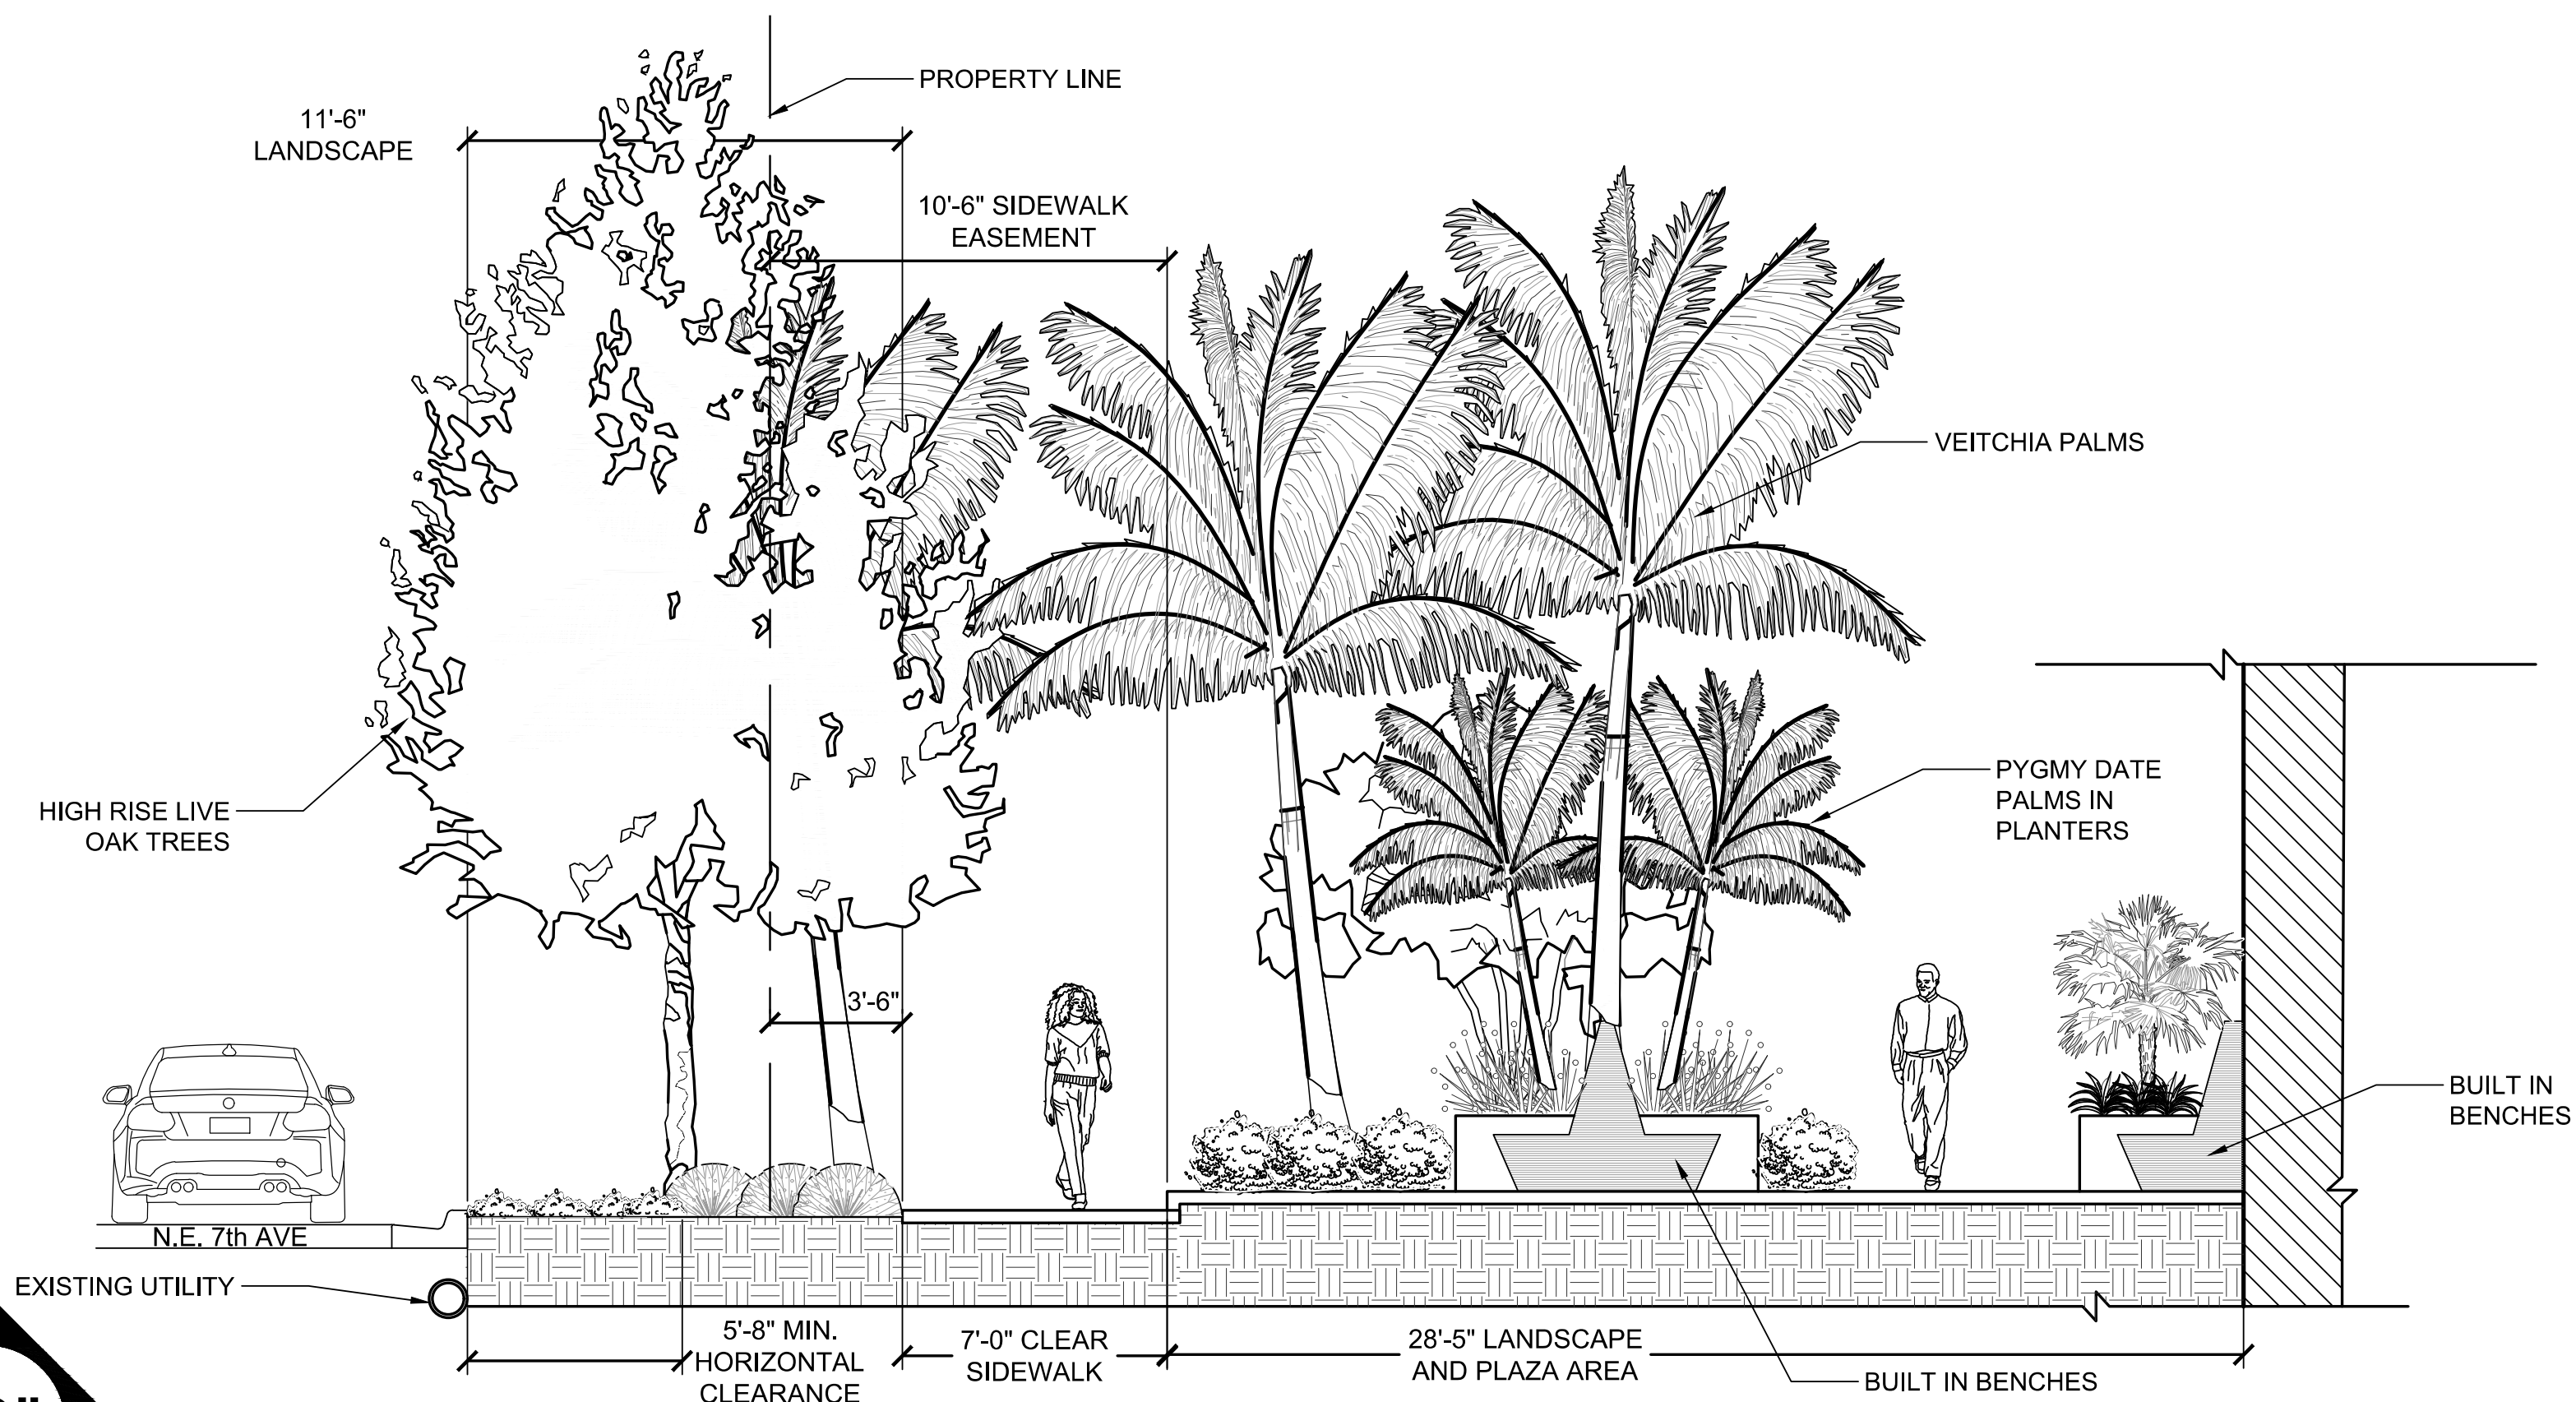 PROPERTY LINE
11'-6"
LANDSCAPE
10'-6" SIDEWALK
EASEMENT
VEITCHIA PALMS
HIGH RISE LIVE
OAK TREES
PYGMY DATE
PALMS IN
PLANTERS
3'-6"
BUILT IN
BENCHES
N.E. 7th AVE
EXISTING UTILITY
5'-8" MIN.
HORIZONTAL
CLEARANCE
7'-0" CLEAR
SIDEWALK
28'-5" LANDSCAPE
AND PLAZA AREA
BUILT IN BENCHES